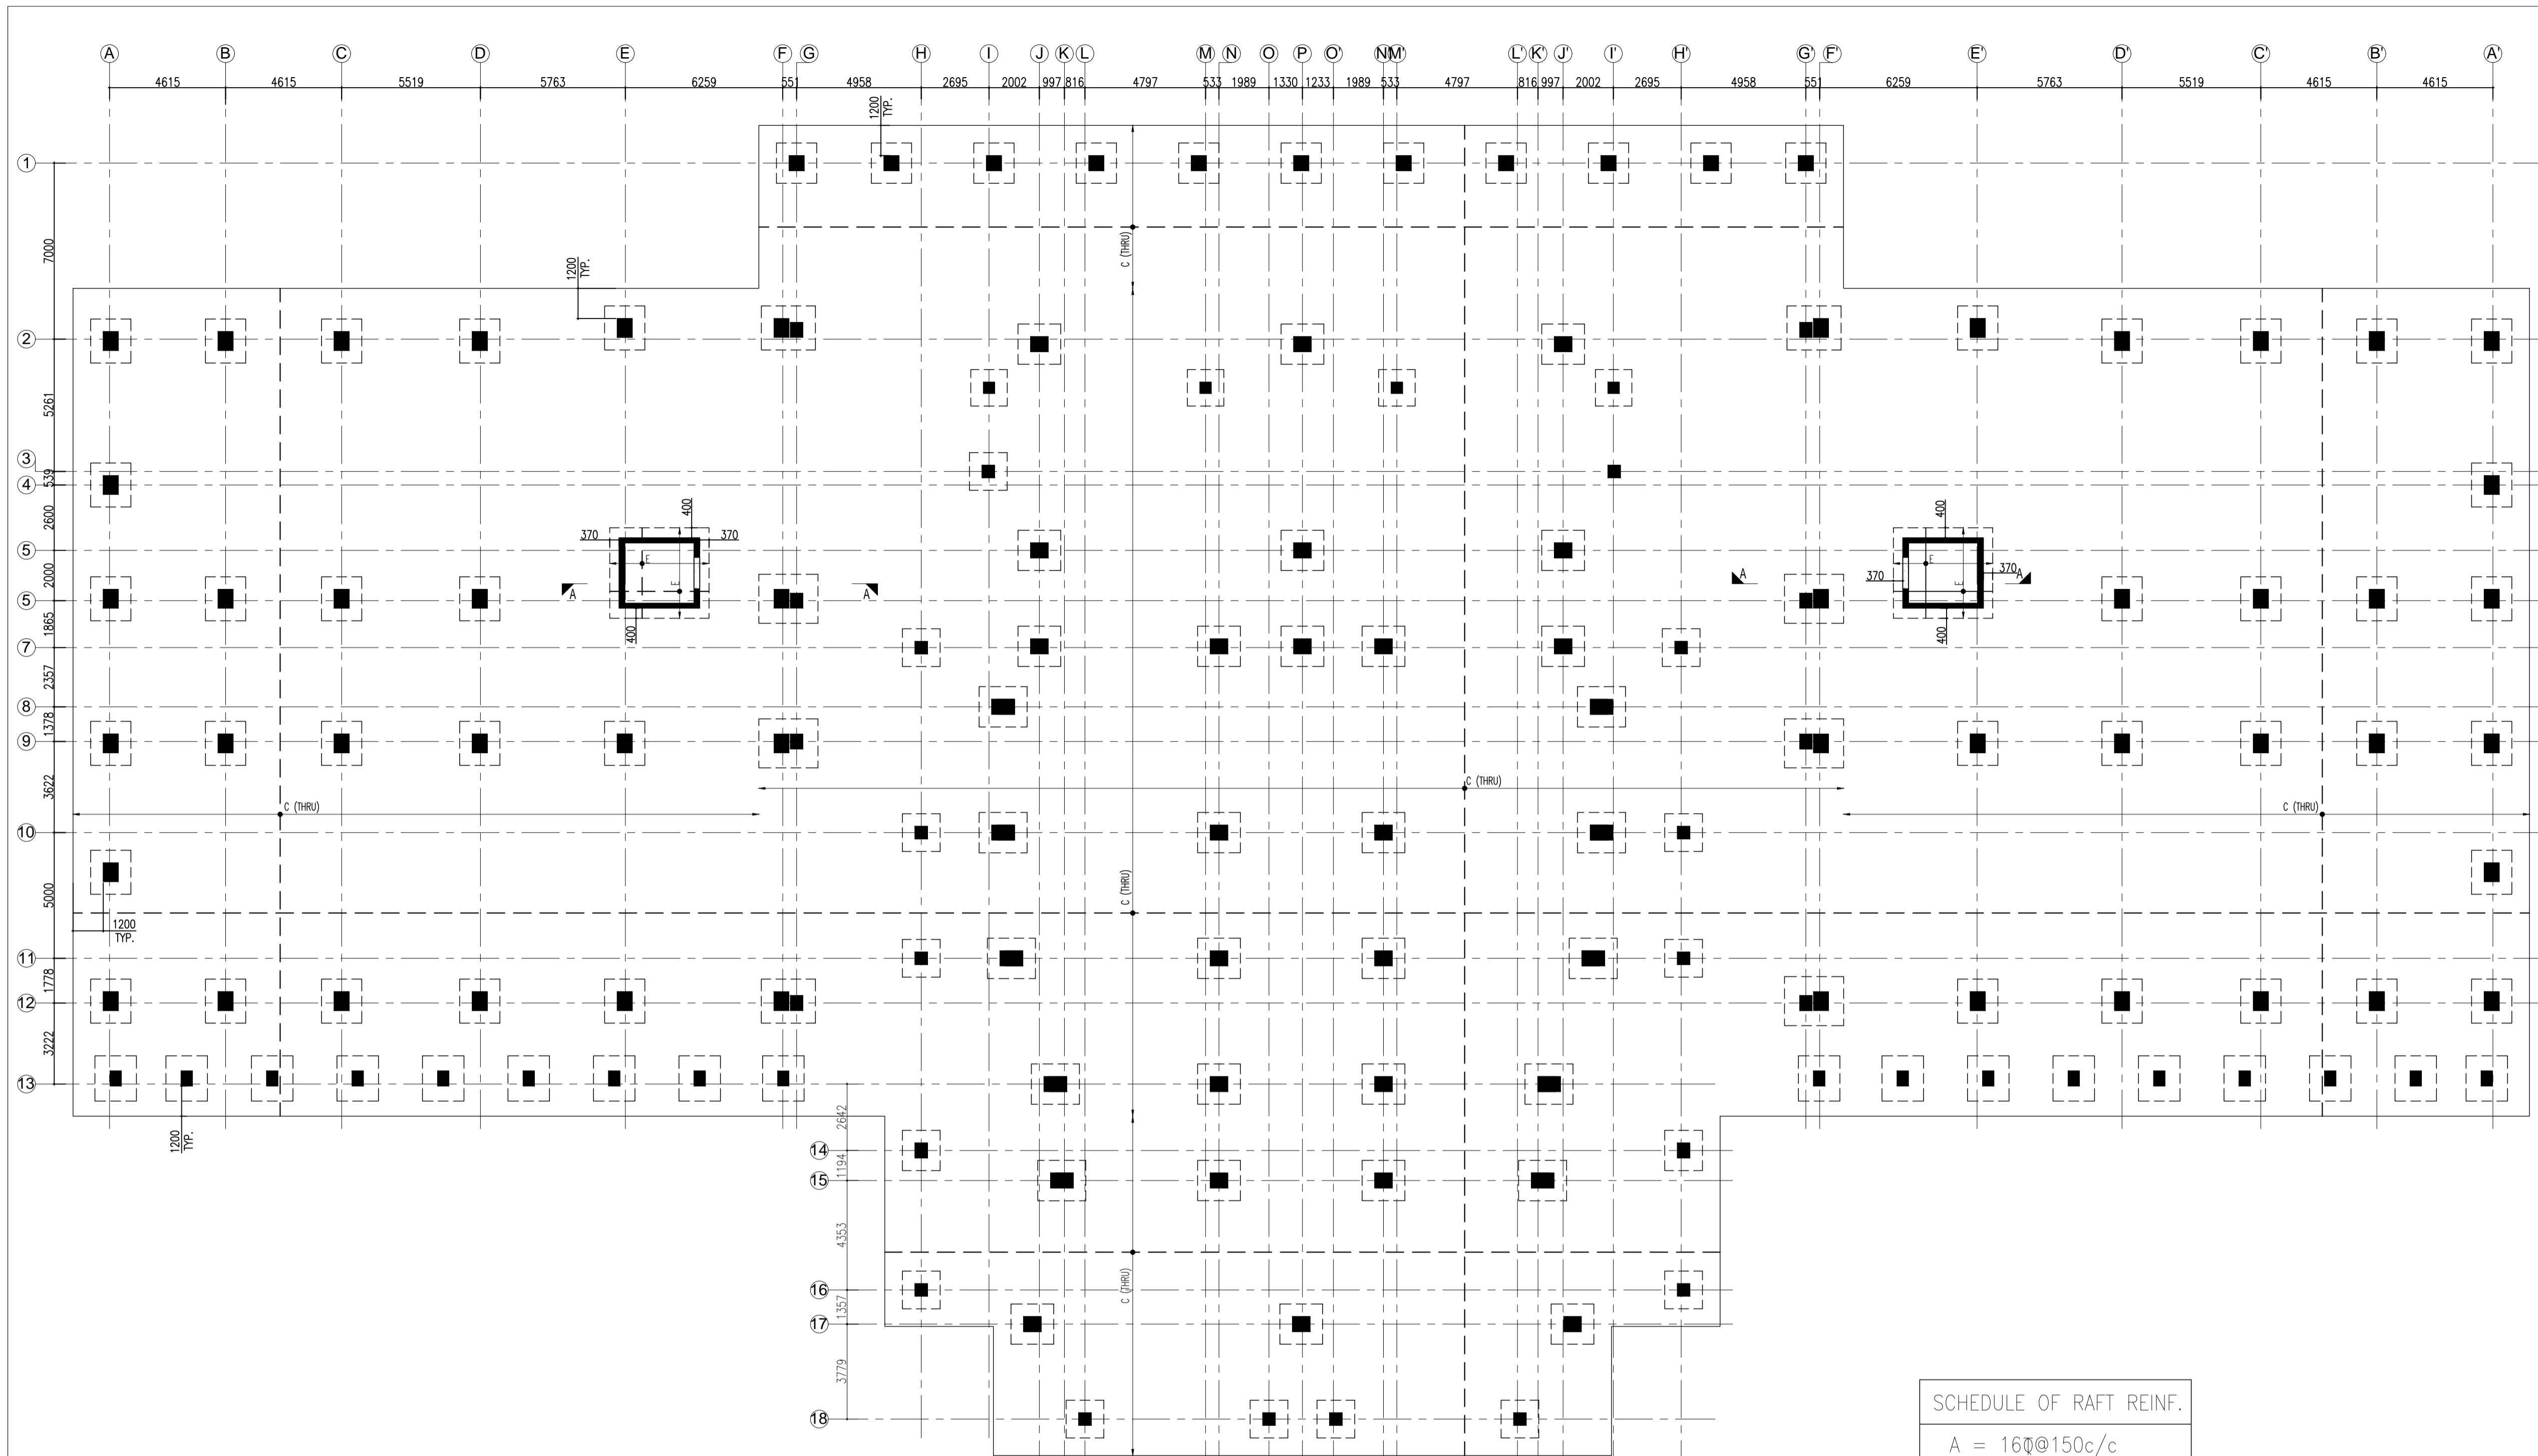 A B C D E F G H I J K L M N O P O' N' M' L' K' J' I' H' G' F' E' D' C' B' A'
4615 4615 5519 5763 6259 551 4958 2695 2002 997 816 4797 533 1989 1330 1233 1989 533 4797 816 997 2002 2695 4958 551 6259 5763 5519 4615 4615
1200
TYP.
1
7000
C (THRU)
1200
TYP.
2
5261
3
539
4
2600
400
400
370
370
5
E
E
2000
E
E
370
370
A
A
A
A
5
1865
400
400
7
2357
8
1378
9
3622
C (THRU)
C (THRU)
C (THRU)
10
5000
C (THRU)
1200
TYP.
11
1778
12
3222
13
1200
TYP.
2642
14
1194
15
4353
C (THRU)
16
1357
17
3779
18
SCHEDULE OF RAFT REINF.
A = 16Φ@150c/c